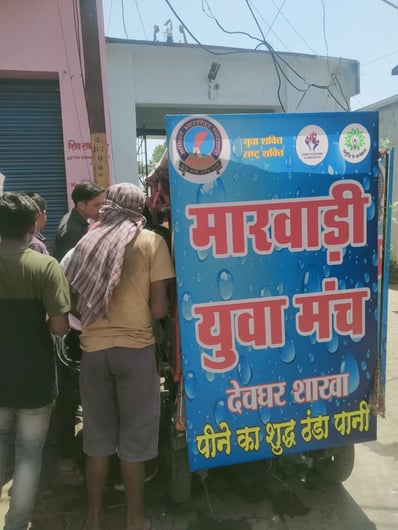 युवा शक्ति
राष्ट्र शक्ति
मारवाड़ी
युवा मंच
देवघर शाखा
पीने का शुद्ध ठंडा पानी